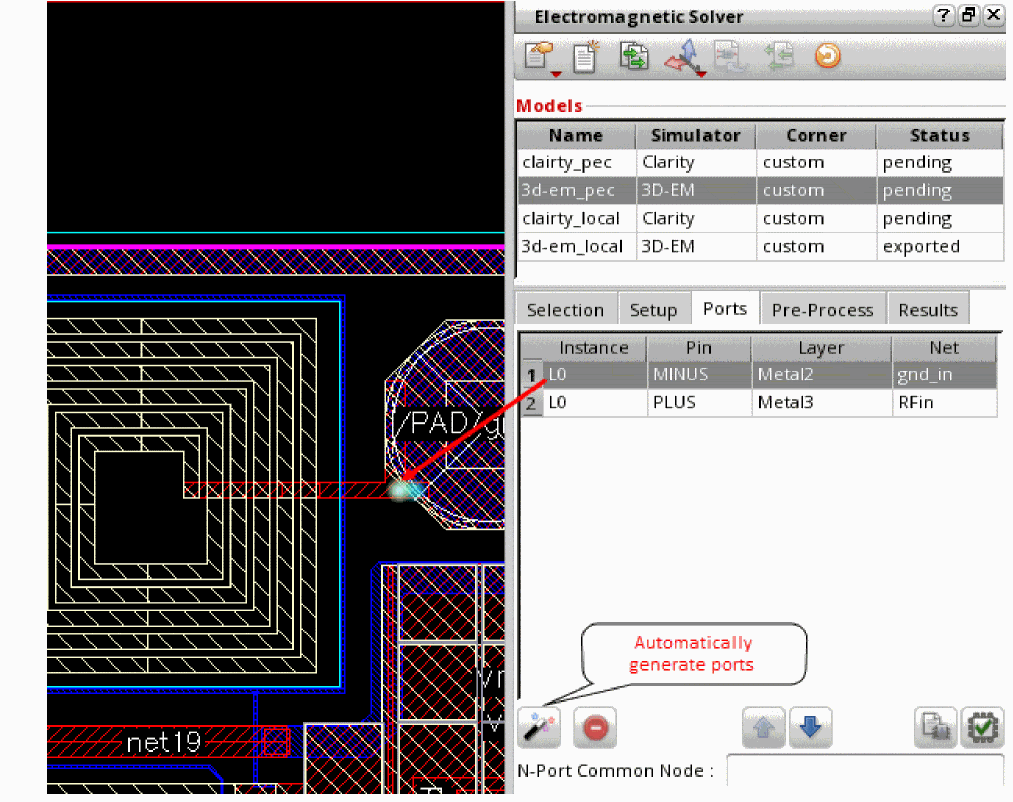 Electromagnetic Solver
?
Models
Name Simulator Corner Status
clairty_pec Clarity custom pending
3d-em_pec 3D-EM custom pending
clairty_local Clarity custom pending
3d-em_local 3D-EM custom exported
Selection Setup Ports Pre-Process Results
Instance Pin Layer Net
1 L0 MINUS Metal2 gnd_in
2 L0 PLUS Metal3 RFin
/PAD/g
Automatically
generate ports
net19
N-Port Common Node :